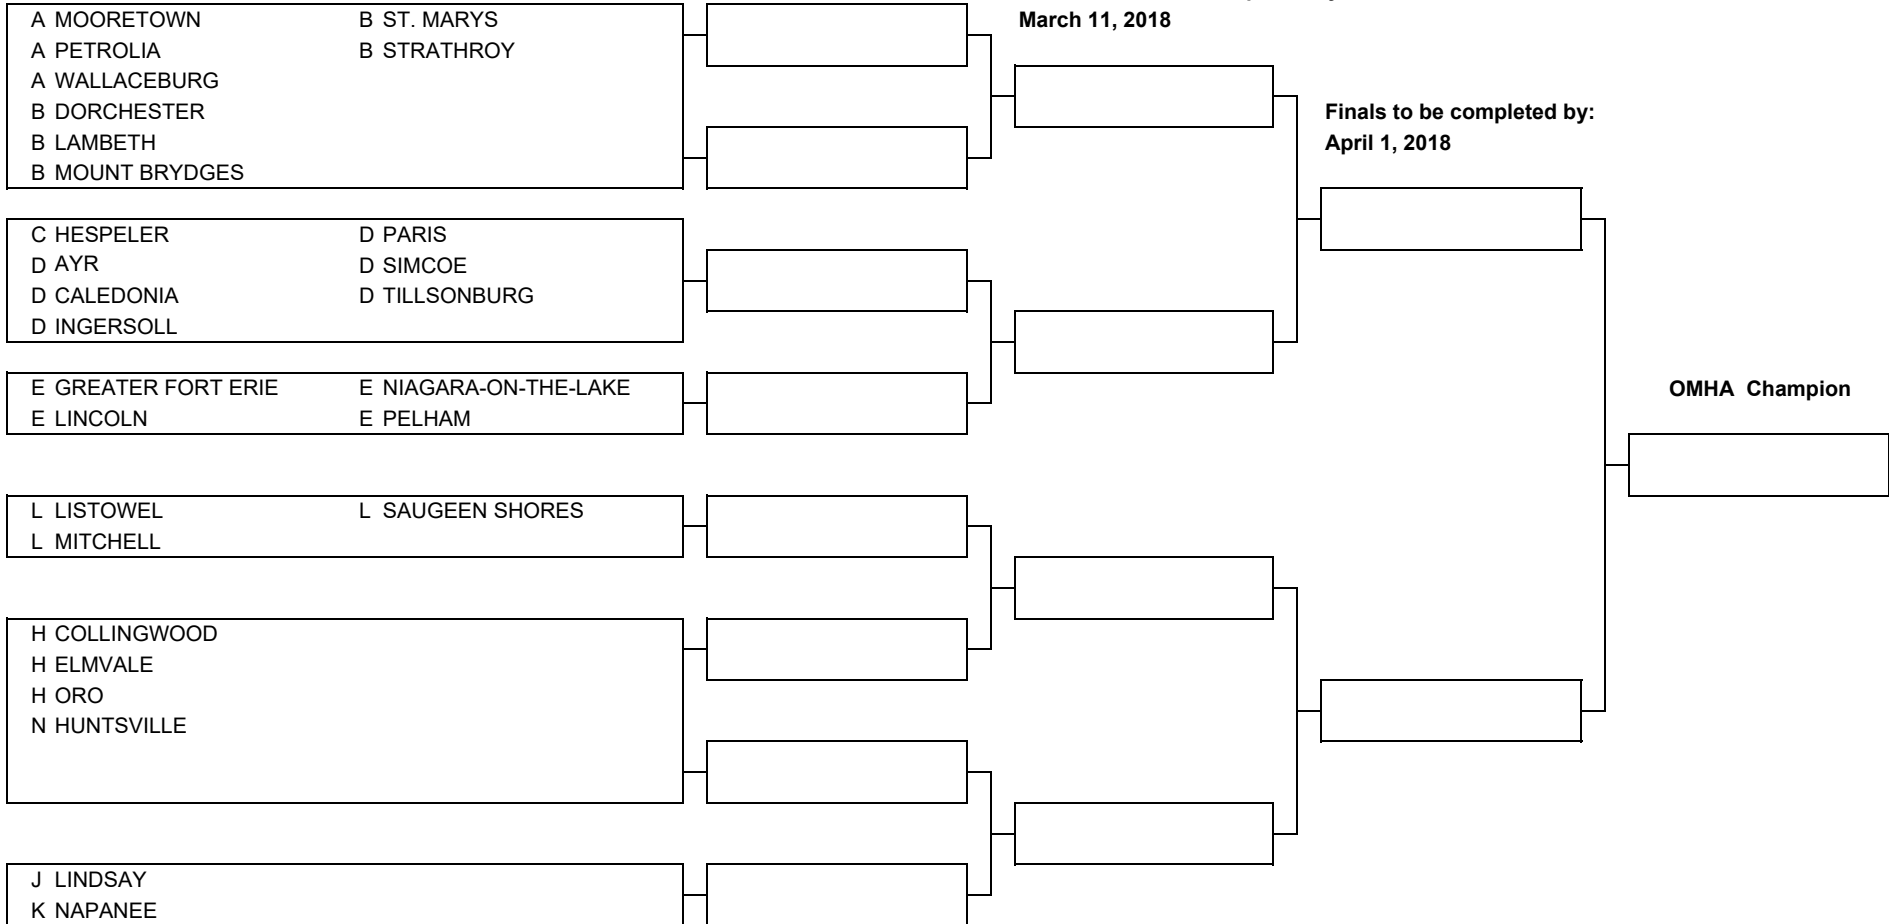 March 11, 2018
A MOORETOWN B ST. MARYS
A PETROLIA B STRATHROY
A WALLACEBURG
B DORCHESTER
B LAMBETH
B MOUNT BRYDGES
Finals to be completed by:
April 1, 2018
C HESPELER D PARIS
D AYR D SIMCOE
D CALEDONIA D TILLSONBURG
D INGERSOLL
E GREATER FORT ERIE E NIAGARA-ON-THE-LAKE
E LINCOLN E PELHAM
OMHA Champion
L LISTOWEL L SAUGEEN SHORES
L MITCHELL
H COLLINGWOOD
H ELMVALE
H ORO
N HUNTSVILLE
J LINDSAY
K NAPANEE